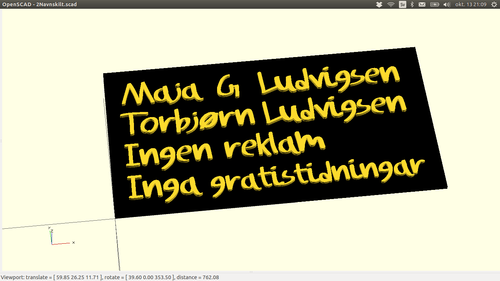 OpenSCAD - 2Navnskilt.scad
okt. 13 21:09
Maja G Ludvigsen
Torbjørn Ludvigsen
Ingen reklam
Inga gratistidningar
Viewport: translate = [ 59.85 26.25 11.71 ], rotate = [ 39.60 0.00 353.50 ], distance = 762.08